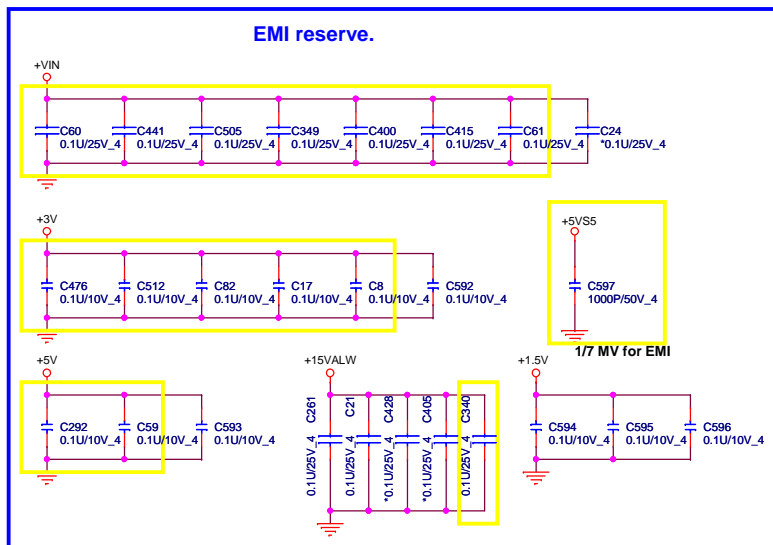 EMI reserve.
+VIN
C60
0.1U/25V_4
C441
0.1U/25V_4
C505
0.1U/25V_4
C349
0.1U/25V_4
C400
0.1U/25V_4
C415
0.1U/25V_4
C61
0.1U/25V_4
C24
*0.1U/25V_4
+3V
C476
0.1U/10V_4
C512
0.1U/10V_4
C82
0.1U/10V_4
C17
0.1U/10V_4
C8
0.1U/10V_4
C592
0.1U/10V_4
+5VS5
C597
1000P/50V_4
1/7 MV for EMI
+5V
C292
0.1U/10V_4
C59
0.1U/10V_4
C593
0.1U/10V_4
+15VALW
C261
0.1U/25V_4
C21
0.1U/25V_4
C428
*0.1U/25V_4
C405
*0.1U/25V_4
C340
0.1U/25V_4
+1.5V
C594
0.1U/10V_4
C595
0.1U/10V_4
C596
0.1U/10V_4